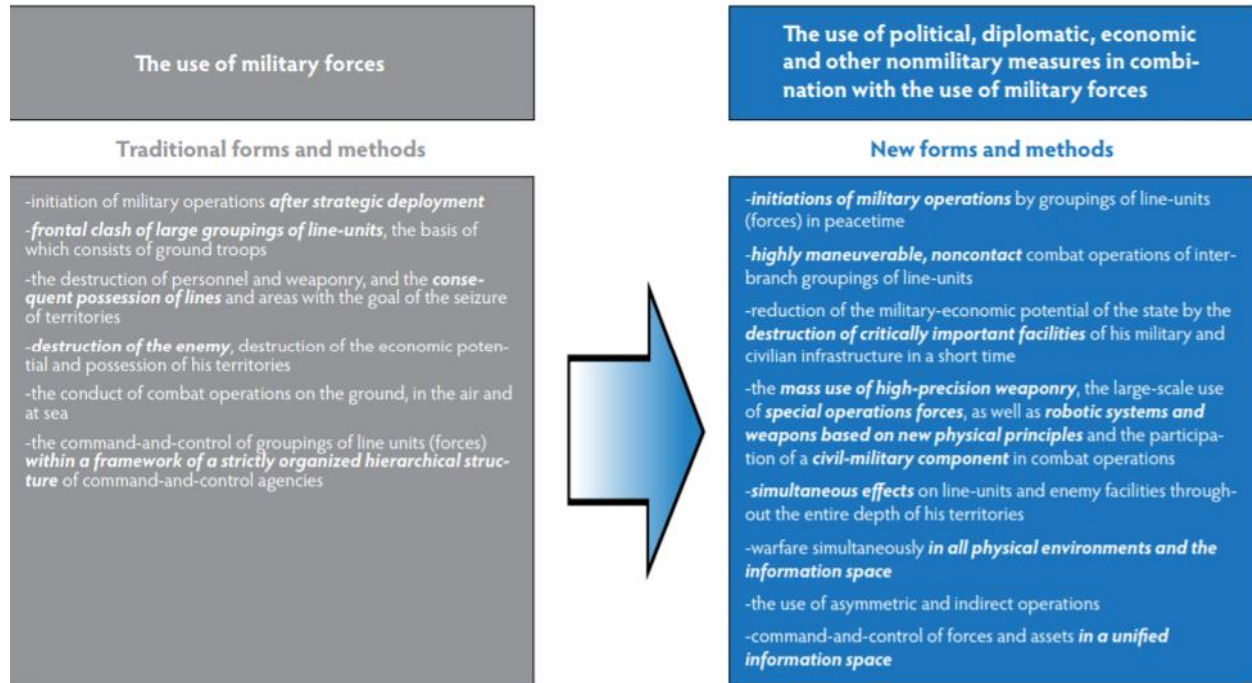 The use of military forces
Traditional forms and methods
-initiation of military operations after strategic deployment
-frontal clash of large groupings of line-units, the basis of
which consists of ground troops
-the destruction of personnel and weaponry, and the conse-
quent possession of lines and areas with the goal of the seizure
of territories
-destruction of the enemy, destruction of the economic poten-
tial and possession of his territories
-the conduct of combat operations on the ground, in the air and
at sea
-the command-and-control of groupings of line units (forces)
within a framework of a strictly organized hierarchical struc-
ture of command-and-control agencies
The use of political, diplomatic, economic
and other nonmilitary measures in combi-
nation with the use of military forces
New forms and methods
-initiations of military operations by groupings of line-units
(forces) in peacetime
-highly maneuverable, noncontact combat operations of inter-
branch groupings of line-units
-reduction of the military-economic potential of the state by the
destruction of critically important facilities of his military and
civilian infrastructure in a short time
-the mass use of high-precision weaponry, the large-scale use
of special operations forces, as well as robotic systems and
weapons based on new physical principles and the participa-
tion of a civil-military component in combat operations
-simultaneous effects on line-units and enemy facilities through-
out the entire depth of his territories
-warfare simultaneously in all physical environments and the
information space
-the use of asymmetric and indirect operations
-command-and-control of forces and assets in a unified
information space